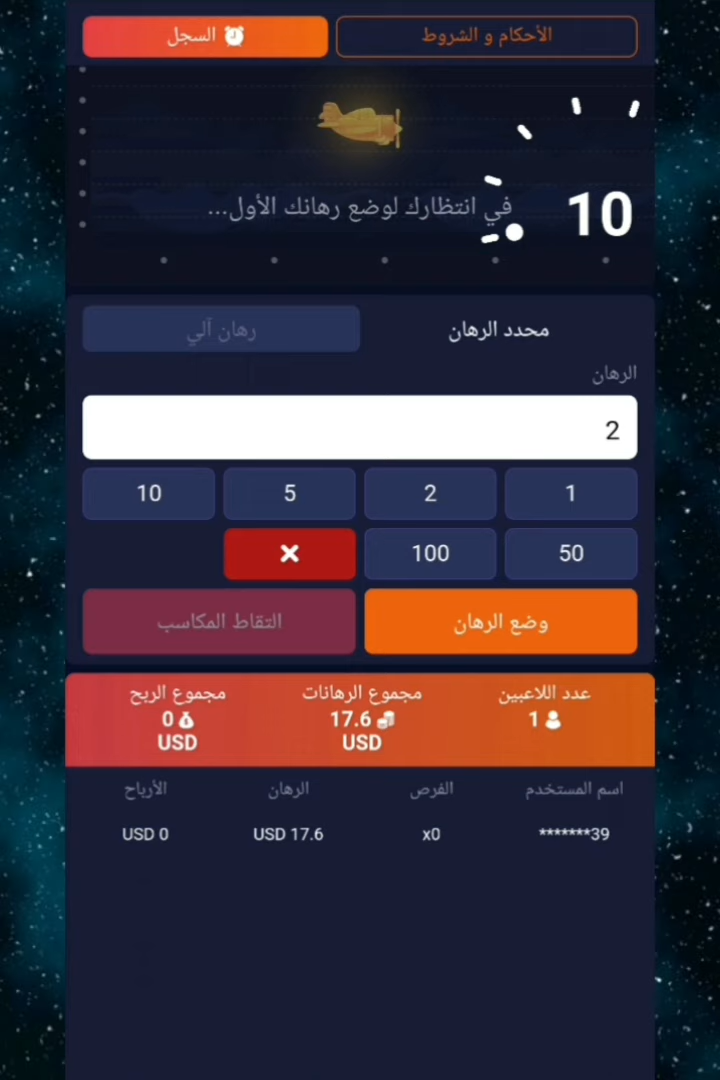 الأحكام و الشروط
السجل
10
في انتظارك لوضع رهانك الأول...
محدد الرهان
رهان آلي
الرهان
2
1 2 5 10
50 100
وضع الرهان
التقاط المكاسب
عدد اللاعبين مجموع الرهانات مجموع الربح
1 17.6 0
USD USD
اسم المستخدم الفرص الرهان الأرباح
*******39 x0 USD 17.6 USD 0